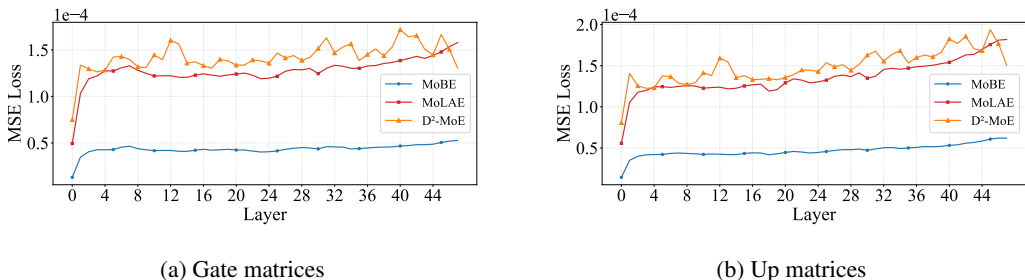 1e−4
1.5
1.0
0.5
MSE Loss
0 4 8 12 16 20 24 28 32 36 40 44
Layer
MoBE
MoLAE
D²-MoE
(a) Gate matrices
1e−4
2.0
1.5
1.0
0.5
0.0
MSE Loss
0 4 8 12 16 20 24 28 32 36 40 44
Layer
MoBE
MoLAE
D²-MoE
(b) Up matrices